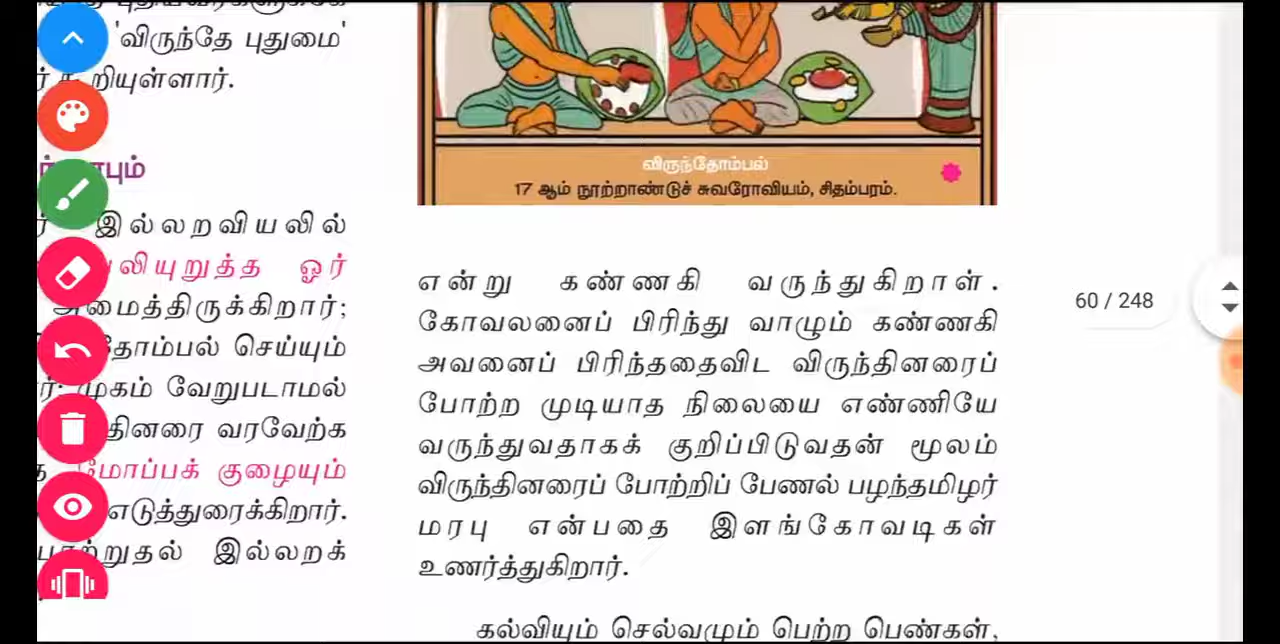 'விருந்தே புதுமை'
றியுள்ளார்.
இல்லறவியலில்
ஓர்
அமைத்திருக்கிறார்;
செய்யும்
முகம் வேறுபடாமல்
வரவேற்க
மோப்பக் குழையும்
எடுத்துரைக்கிறார்.
இல்லறக்
விருந்தோம்பல்
17 ஆம் நூற்றாண்டுச் சுவரோவியம், சிதம்பரம்.
என்று கண்ணகி வருந்துகிறாள்.
கோவலனைப் பிரிந்து வாழும் கண்ணகி
அவனைப் பிரிந்ததைவிட விருந்தினரைப்
போற்ற முடியாத நிலையை எண்ணியே
வருந்துவதாகக் குறிப்பிடுவதன் மூலம்
விருந்தினரைப் போற்றிப் பேணல் பழந்தமிழர்
மரபு என்பதை இளங்கோவடிகள்
உணர்த்துகிறார்.
கல்வியும் செல்வமும் பெற்ற பெண்கள்,
60 / 248